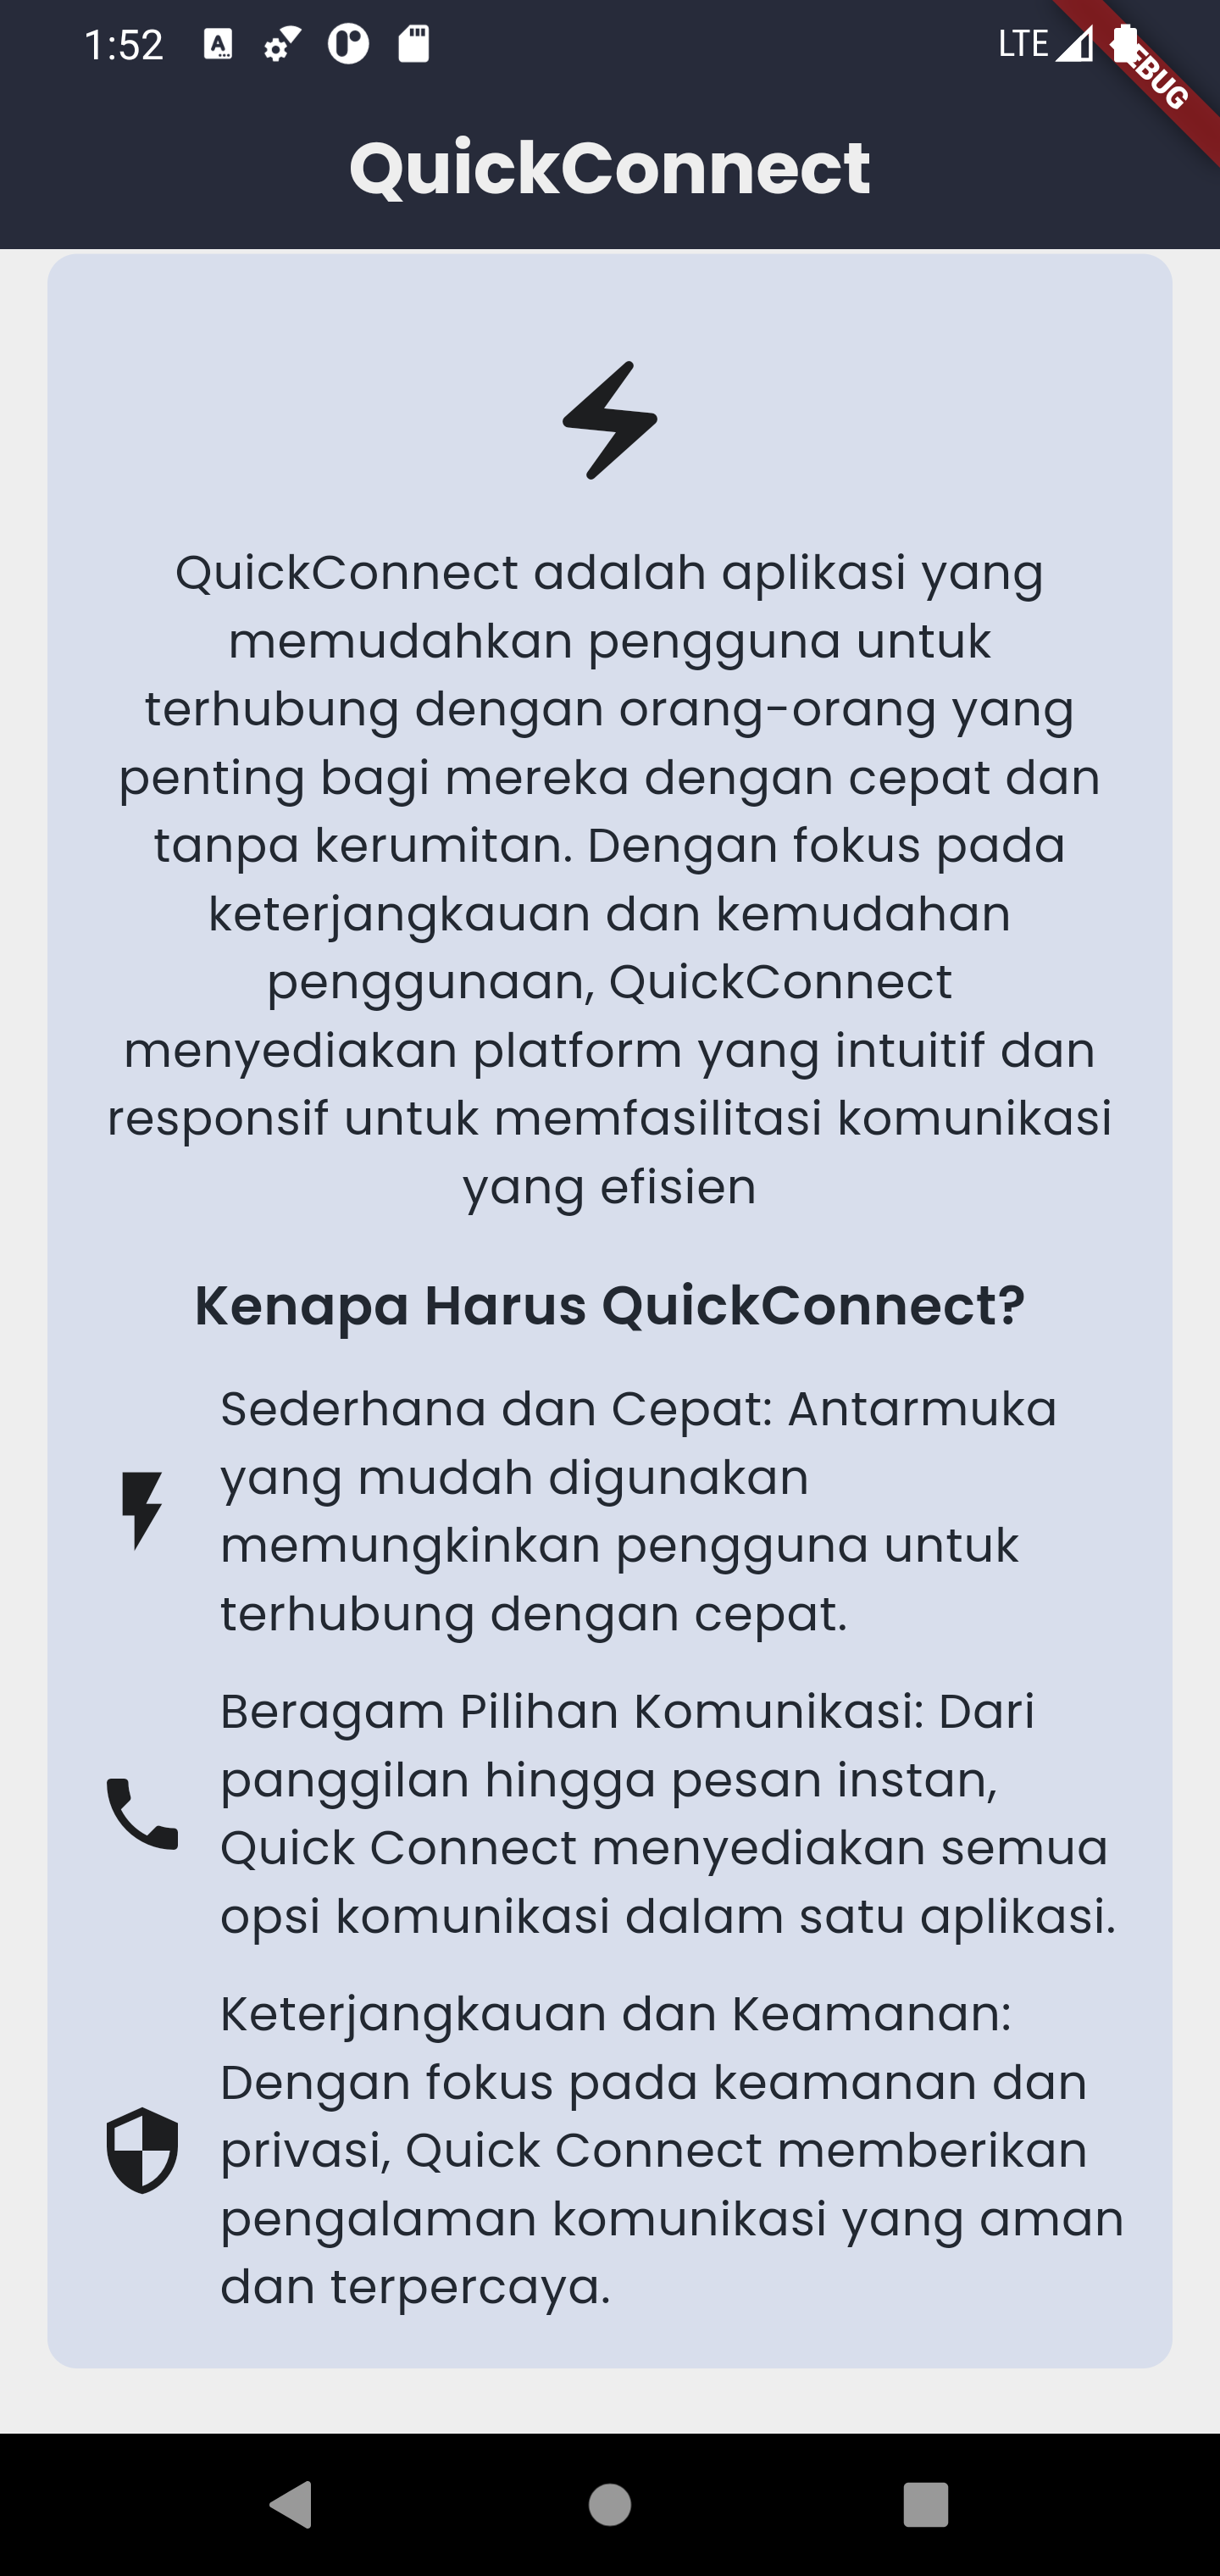 1:52
LTE
QuickConnect
QuickConnect adalah aplikasi yang
memudahkan pengguna untuk
terhubung dengan orang-orang yang
penting bagi mereka dengan cepat dan
tanpa kerumitan. Dengan fokus pada
keterjangkauan dan kemudahan
penggunaan, QuickConnect
menyediakan platform yang intuitif dan
responsif untuk memfasilitasi komunikasi
yang efisien
Kenapa Harus QuickConnect?
Sederhana dan Cepat: Antarmuka
yang mudah digunakan
memungkinkan pengguna untuk
terhubung dengan cepat.
Beragam Pilihan Komunikasi: Dari
panggilan hingga pesan instan,
Quick Connect menyediakan semua
opsi komunikasi dalam satu aplikasi.
Keterjangkauan dan Keamanan:
Dengan fokus pada keamanan dan
privasi, Quick Connect memberikan
pengalaman komunikasi yang aman
dan terpercaya.